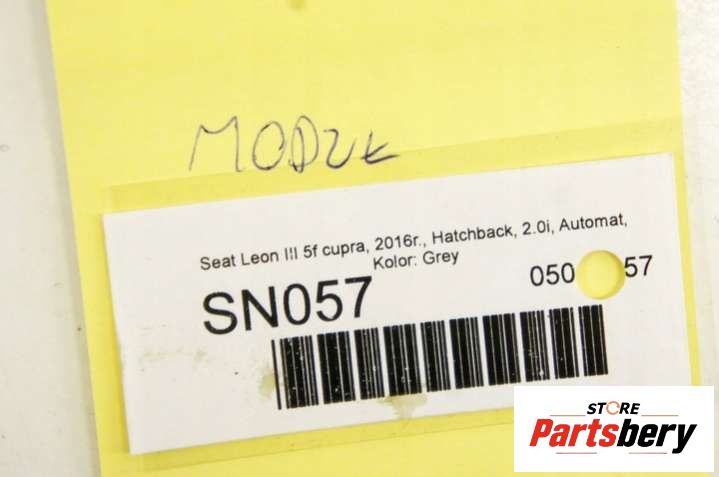 MODUŁ
Seat Leon III 5f cupra, 2016r., Hatchback, 2.0i, Automat,
Kolor: Grey
SN057
050 57
STORE
Partsbery